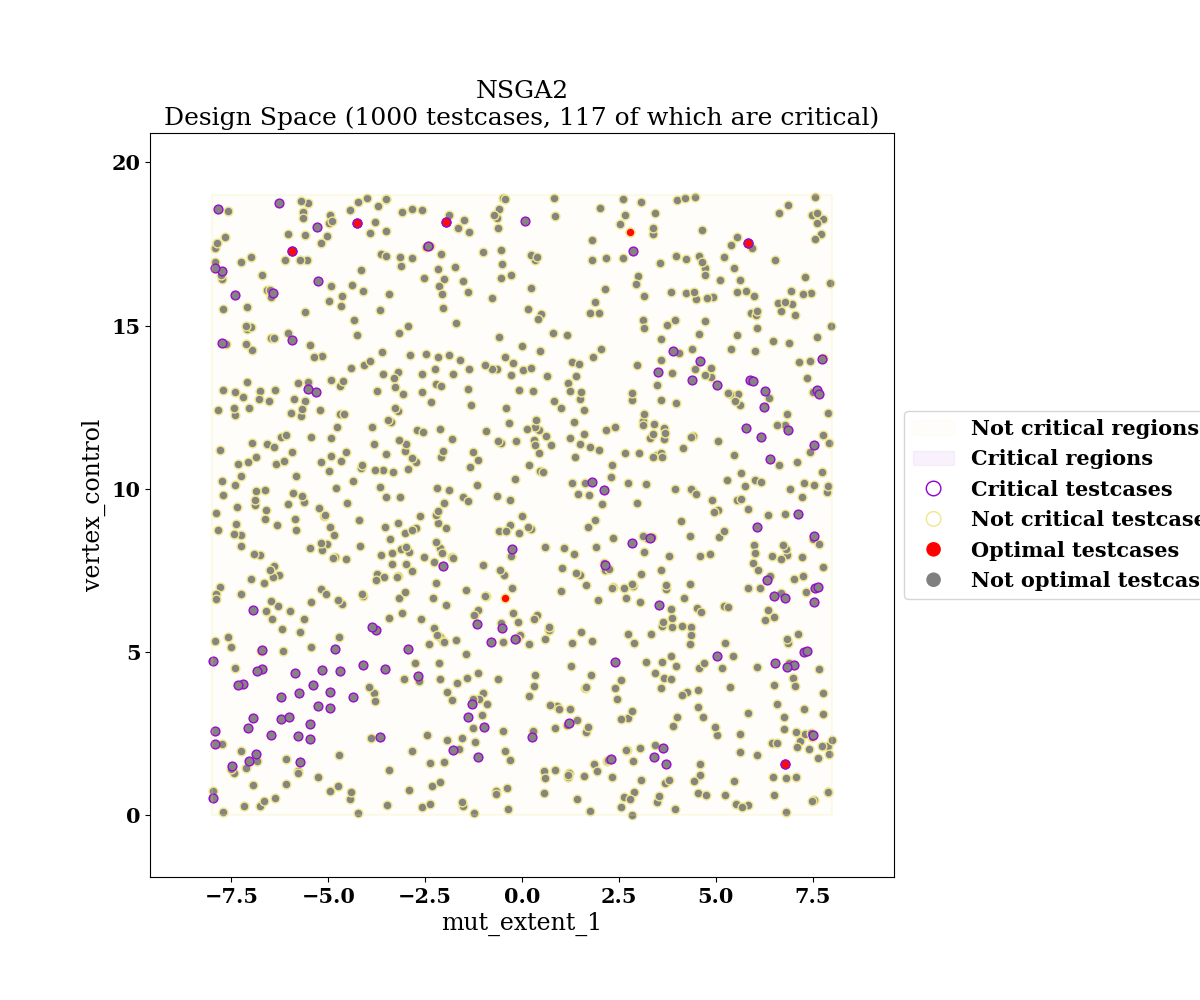 NSGA2
Design Space (1000 testcases, 117 of which are critical)
20
15
10
5
0
vertex_control
−7.5 −5.0 −2.5 0.0 2.5 5.0 7.5
mut_extent_1
Not critical regions
Critical regions
Critical testcases
Not critical testcase
Optimal testcases
Not optimal testcas